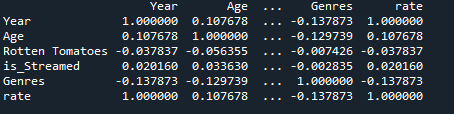 Year Age ... Genres rate
Year 1.000000 0.107678 ... -0.137873 1.000000
Age 0.107678 1.000000 ... -0.129739 0.107678
Rotten Tomatoes -0.037837 -0.056355 ... -0.007426 -0.037837
is_Streamed 0.020160 0.033630 ... -0.002835 0.020160
Genres -0.137873 -0.129739 ... 1.000000 -0.137873
rate 1.000000 0.107678 ... -0.137873 1.000000